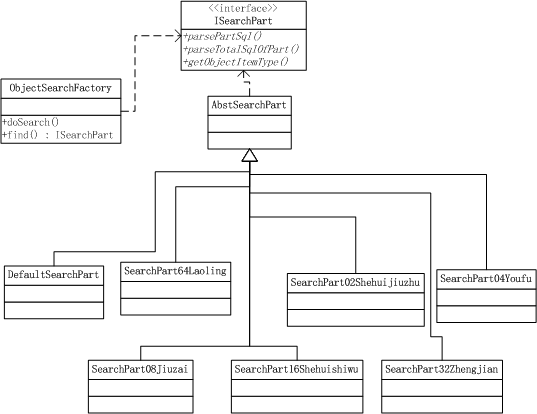 <<interface>>
ISearchPart
+parsePartSql()
+parseTotalSqlOfPart()
+getObjectItemType()
ObjectSearchFactory
+doSearch()
+find() : ISearchPart
AbstSearchPart
DefaultSearchPart
SearchPart64Laoling
SearchPart02Shehuijiuzhu
SearchPart04Youfu
SearchPart08Jiuzai
SearchPart16Shehuishiwu
SearchPart32Zhengjian